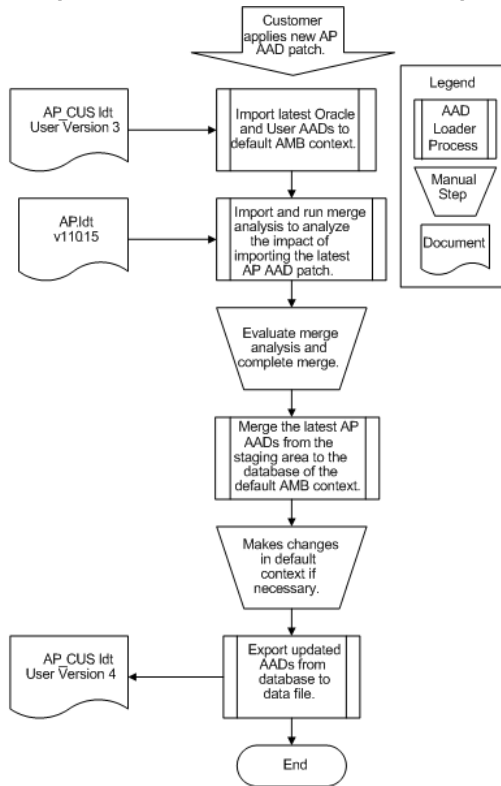 Customer
applies new AP
AAD patch.
AP_CUS ldt
User Version 3
Import latest Oracle
and User AADs to
default AMB context.
Legend
AAD
Loader
Process
Manual
Step
Document
AP.ldt
v110.15
Import and run merge
analysis to analyze
the impact of
importing the latest
AP AAD patch.
Evaluate merge
analysis and
complete merge.
Merge the latest AP
AADs from the
staging area to the
database of the
default AMB context.
Makes changes
in default
context if
necessary.
AP_CUS ldt
User Version 4
Export updated
AADs from
database to
data file.
End